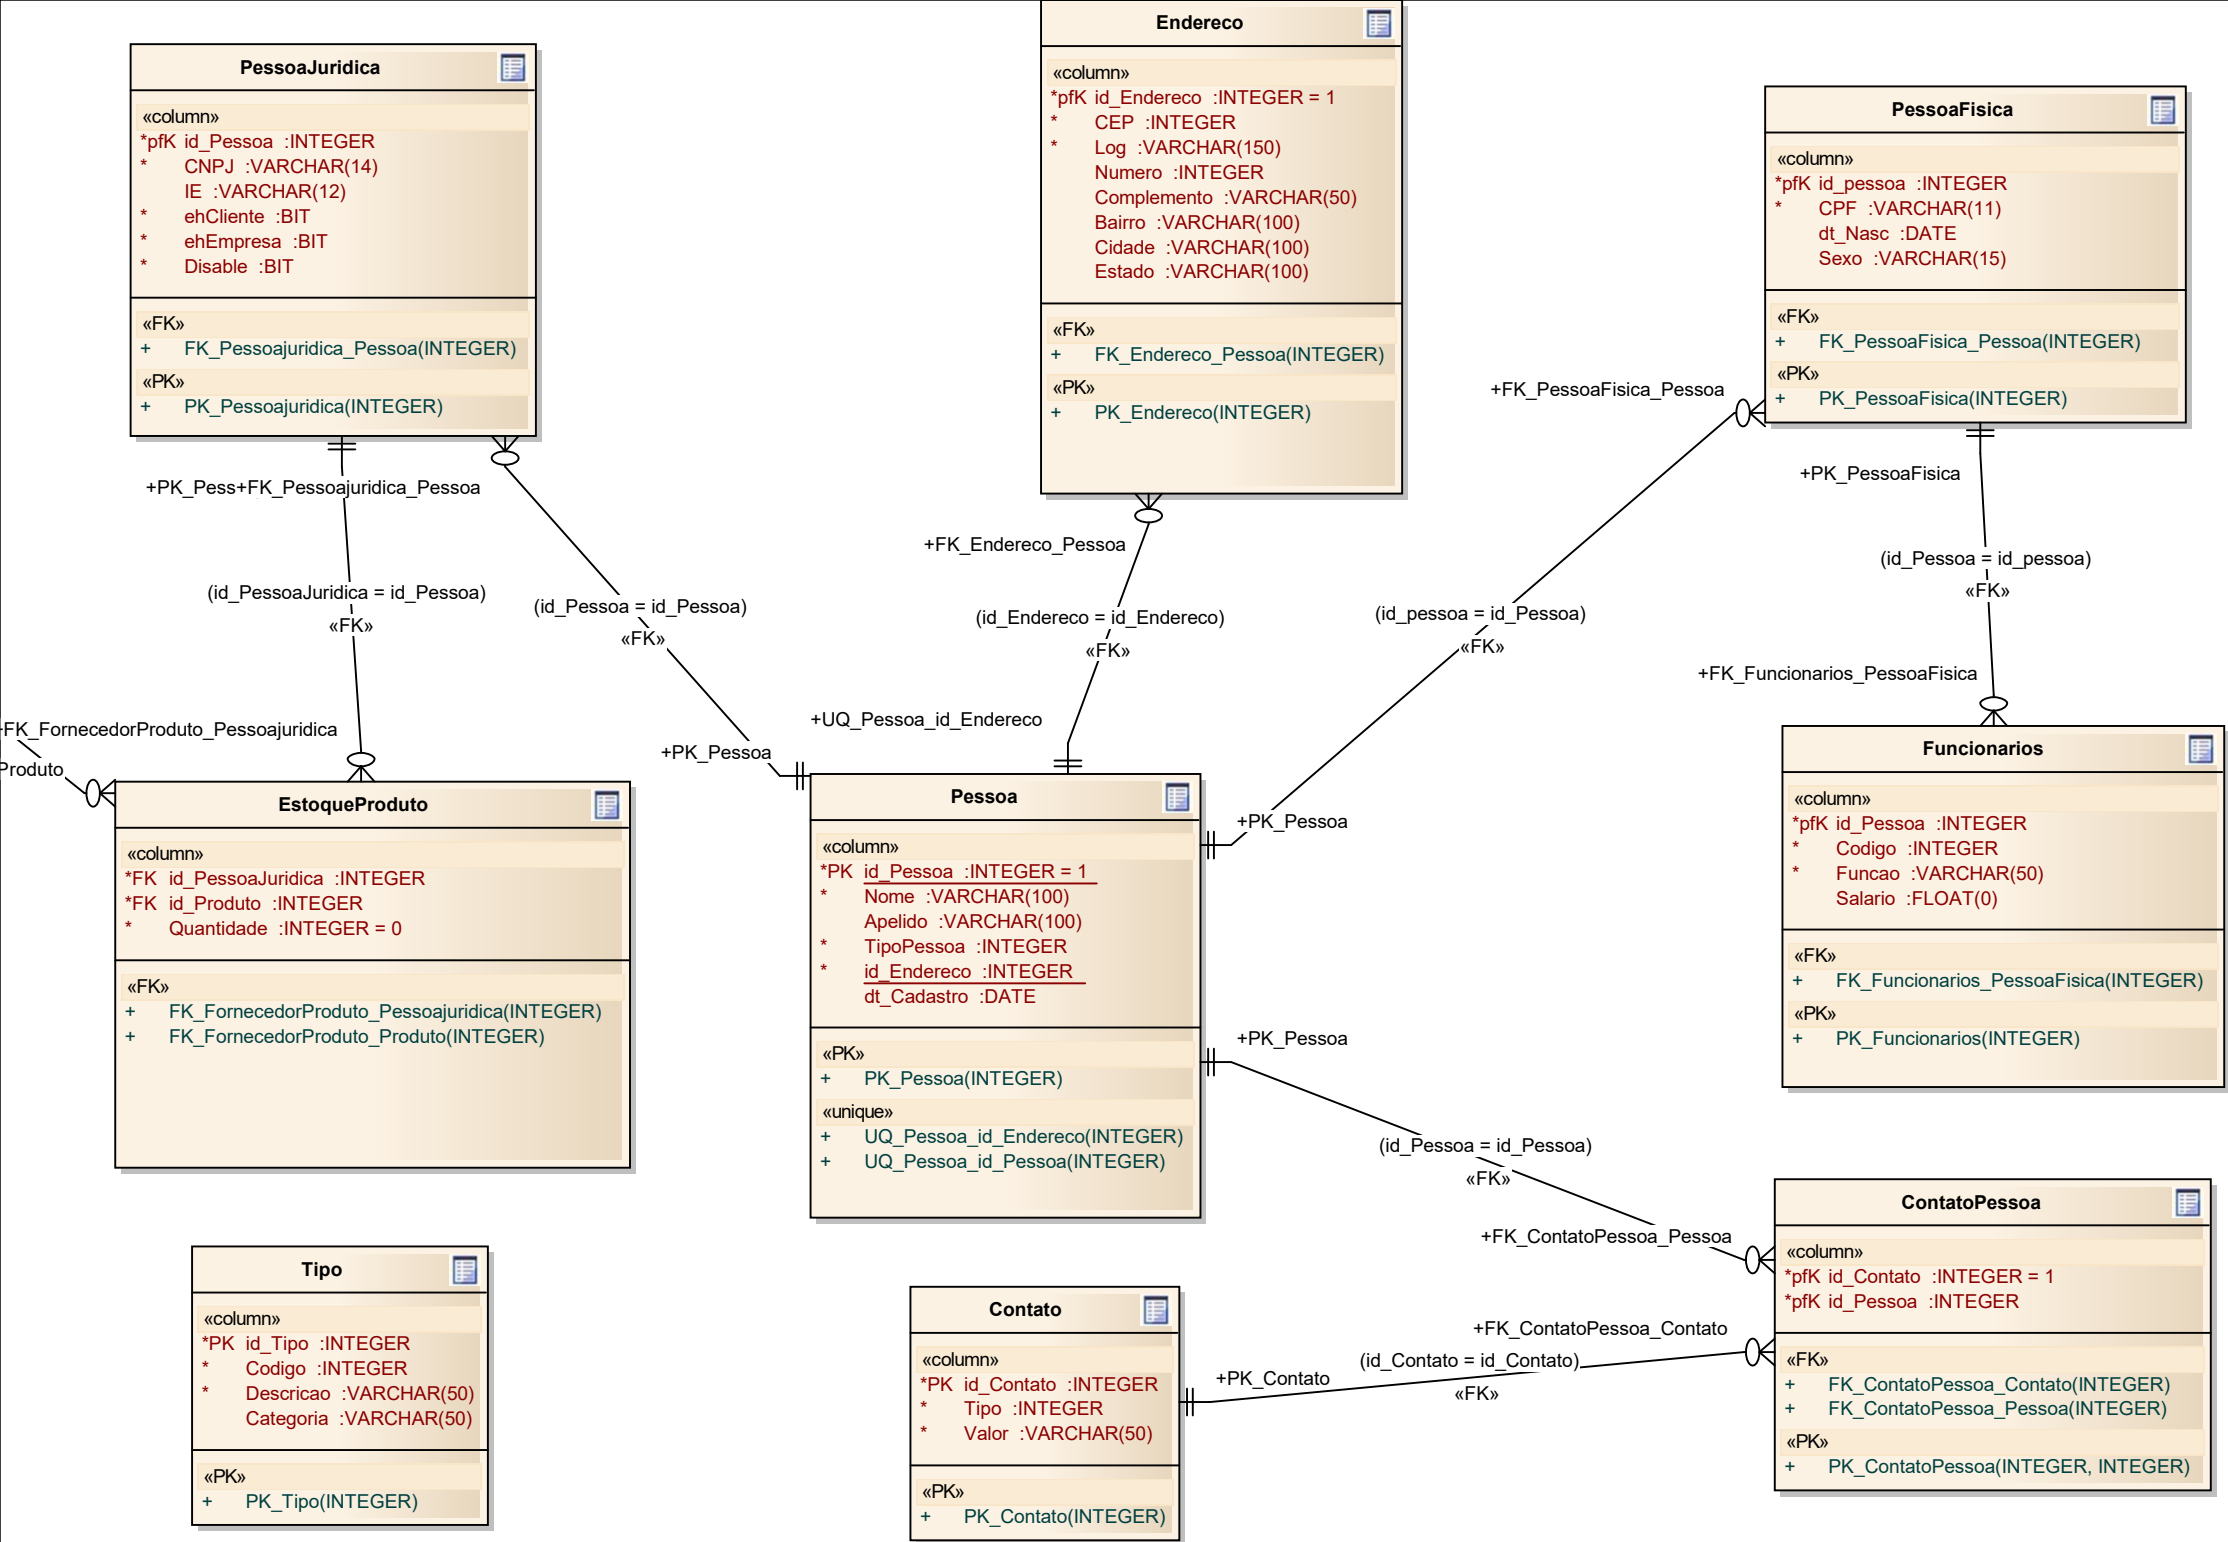 PessoaJuridica
«column»
*pfK id_Pessoa :INTEGER
* CNPJ :VARCHAR(14)
IE :VARCHAR(12)
* ehCliente :BIT
* ehEmpresa :BIT
* Disable :BIT
«FK»
+ FK_Pessoajuridica_Pessoa(INTEGER)
«PK»
+ PK_Pessoajuridica(INTEGER)
Endereco
«column»
*pfK id_Endereco :INTEGER = 1
* CEP :INTEGER
* Log :VARCHAR(150)
Numero :INTEGER
Complemento :VARCHAR(50)
Bairro :VARCHAR(100)
Cidade :VARCHAR(100)
Estado :VARCHAR(100)
«FK»
+ FK_Endereco_Pessoa(INTEGER)
«PK»
+ PK_Endereco(INTEGER)
PessoaFisica
«column»
*pfK id_pessoa :INTEGER
* CPF :VARCHAR(11)
dt_Nasc :DATE
Sexo :VARCHAR(15)
«FK»
+ FK_PessoaFisica_Pessoa(INTEGER)
«PK»
+ PK_PessoaFisica(INTEGER)
+FK_PessoaFisica_Pessoa
+PK_PessoaFisica
+PK_Pess+FK_Pessoajuridica_Pessoa
+FK_Endereco_Pessoa
(id_PessoaJuridica = id_Pessoa)
«FK»
(id_Pessoa = id_Pessoa)
«FK»
(id_Endereco = id_Endereco)
«FK»
(id_pessoa = id_Pessoa)
«FK»
(id_Pessoa = id_pessoa)
«FK»
+FK_Funcionarios_PessoaFisica
+UQ_Pessoa_id_Endereco
+FK_FornecedorProduto_Pessoajuridica
Produto
+PK_Pessoa
+PK_Pessoa
EstoqueProduto
«column»
*FK id_PessoaJuridica :INTEGER
*FK id_Produto :INTEGER
* Quantidade :INTEGER = 0
«FK»
+ FK_FornecedorProduto_Pessoajuridica(INTEGER)
+ FK_FornecedorProduto_Produto(INTEGER)
Pessoa
«column»
*PK id_Pessoa :INTEGER = 1
* Nome :VARCHAR(100)
Apelido :VARCHAR(100)
* TipoPessoa :INTEGER
* id_Endereco :INTEGER
dt_Cadastro :DATE
«PK»
+ PK_Pessoa(INTEGER)
«unique»
+ UQ_Pessoa_id_Endereco(INTEGER)
+ UQ_Pessoa_id_Pessoa(INTEGER)
Funcionarios
«column»
*pfK id_Pessoa :INTEGER
* Codigo :INTEGER
* Funcao :VARCHAR(50)
Salario :FLOAT(0)
«FK»
+ FK_Funcionarios_PessoaFisica(INTEGER)
«PK»
+ PK_Funcionarios(INTEGER)
+PK_Pessoa
(id_Pessoa = id_Pessoa)
«FK»
+FK_ContatoPessoa_Pessoa
Tipo
«column»
*PK id_Tipo :INTEGER
* Codigo :INTEGER
* Descricao :VARCHAR(50)
Categoria :VARCHAR(50)
«PK»
+ PK_Tipo(INTEGER)
Contato
«column»
*PK id_Contato :INTEGER
* Tipo :INTEGER
* Valor :VARCHAR(50)
«PK»
+ PK_Contato(INTEGER)
+FK_ContatoPessoa_Contato
(id_Contato = id_Contato)
+PK_Contato
«FK»
ContatoPessoa
«column»
*pfK id_Contato :INTEGER = 1
*pfK id_Pessoa :INTEGER
«FK»
+ FK_ContatoPessoa_Contato(INTEGER)
+ FK_ContatoPessoa_Pessoa(INTEGER)
«PK»
+ PK_ContatoPessoa(INTEGER, INTEGER)